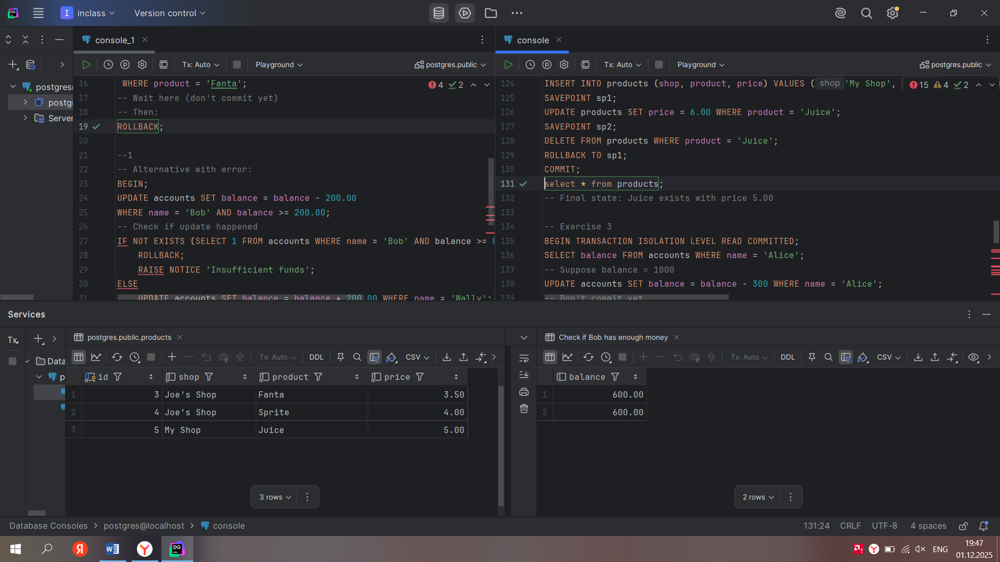 I inclass
Version control
console_1
console
Tx: Auto
Playground
postgres.public
Tx: Auto
Playground
postgres.public
postgres
postg
Server
16 WHERE product = 'Fanta';
17 -- Wait here (don't commit yet)
18 -- Then:
19 ROLLBACK;
20
21 --1
22 -- Alternative with error:
23 BEGIN;
24 UPDATE accounts SET balance = balance - 200.00
25 WHERE name = 'Bob' AND balance >= 200.00;
26 -- Check if update happened
27 IF NOT EXISTS (SELECT 1 FROM accounts WHERE name = 'Bob' AND balance >= 0
28 ROLLBACK;
29 RAISE NOTICE 'Insufficient funds';
30 ELSE
31 UPDATE accounts SET balance = balance + 200.00 WHERE name = 'Wally';
4 2
124 INSERT INTO products (shop, product, price) VALUES ( shop 'My Shop',
125 SAVEPOINT sp1;
126 UPDATE products SET price = 6.00 WHERE product = 'Juice';
127 SAVEPOINT sp2;
128 DELETE FROM products WHERE product = 'Juice';
129 ROLLBACK TO sp1;
130 COMMIT;
131 select * from products;
132 -- Final state: Juice exists with price 5.00
133
134 -- Exercise 3
135 BEGIN TRANSACTION ISOLATION LEVEL READ COMMITTED;
136 SELECT balance FROM accounts WHERE name = 'Alice';
137 -- Suppose balance = 1000
138 UPDATE accounts SET balance = balance - 300 WHERE name = 'Alice';
139 -- Don't commit yet
15 4 2
Services
Tx
Data
p
postgres.public.products
Tx: Auto
DDL
CSV
id shop product price
1 3 Joe's Shop Fanta 3.50
2 4 Joe's Shop Sprite 4.00
3 5 My Shop Juice 5.00
3 rows
Check if Bob has enough money
Tx: Auto
DDL
CSV
balance
1 600.00
2 600.00
2 rows
Database Consoles > postgres@localhost > console
131:24 CRLF UTF-8 4 spaces
ENG
19:47
01.12.2025